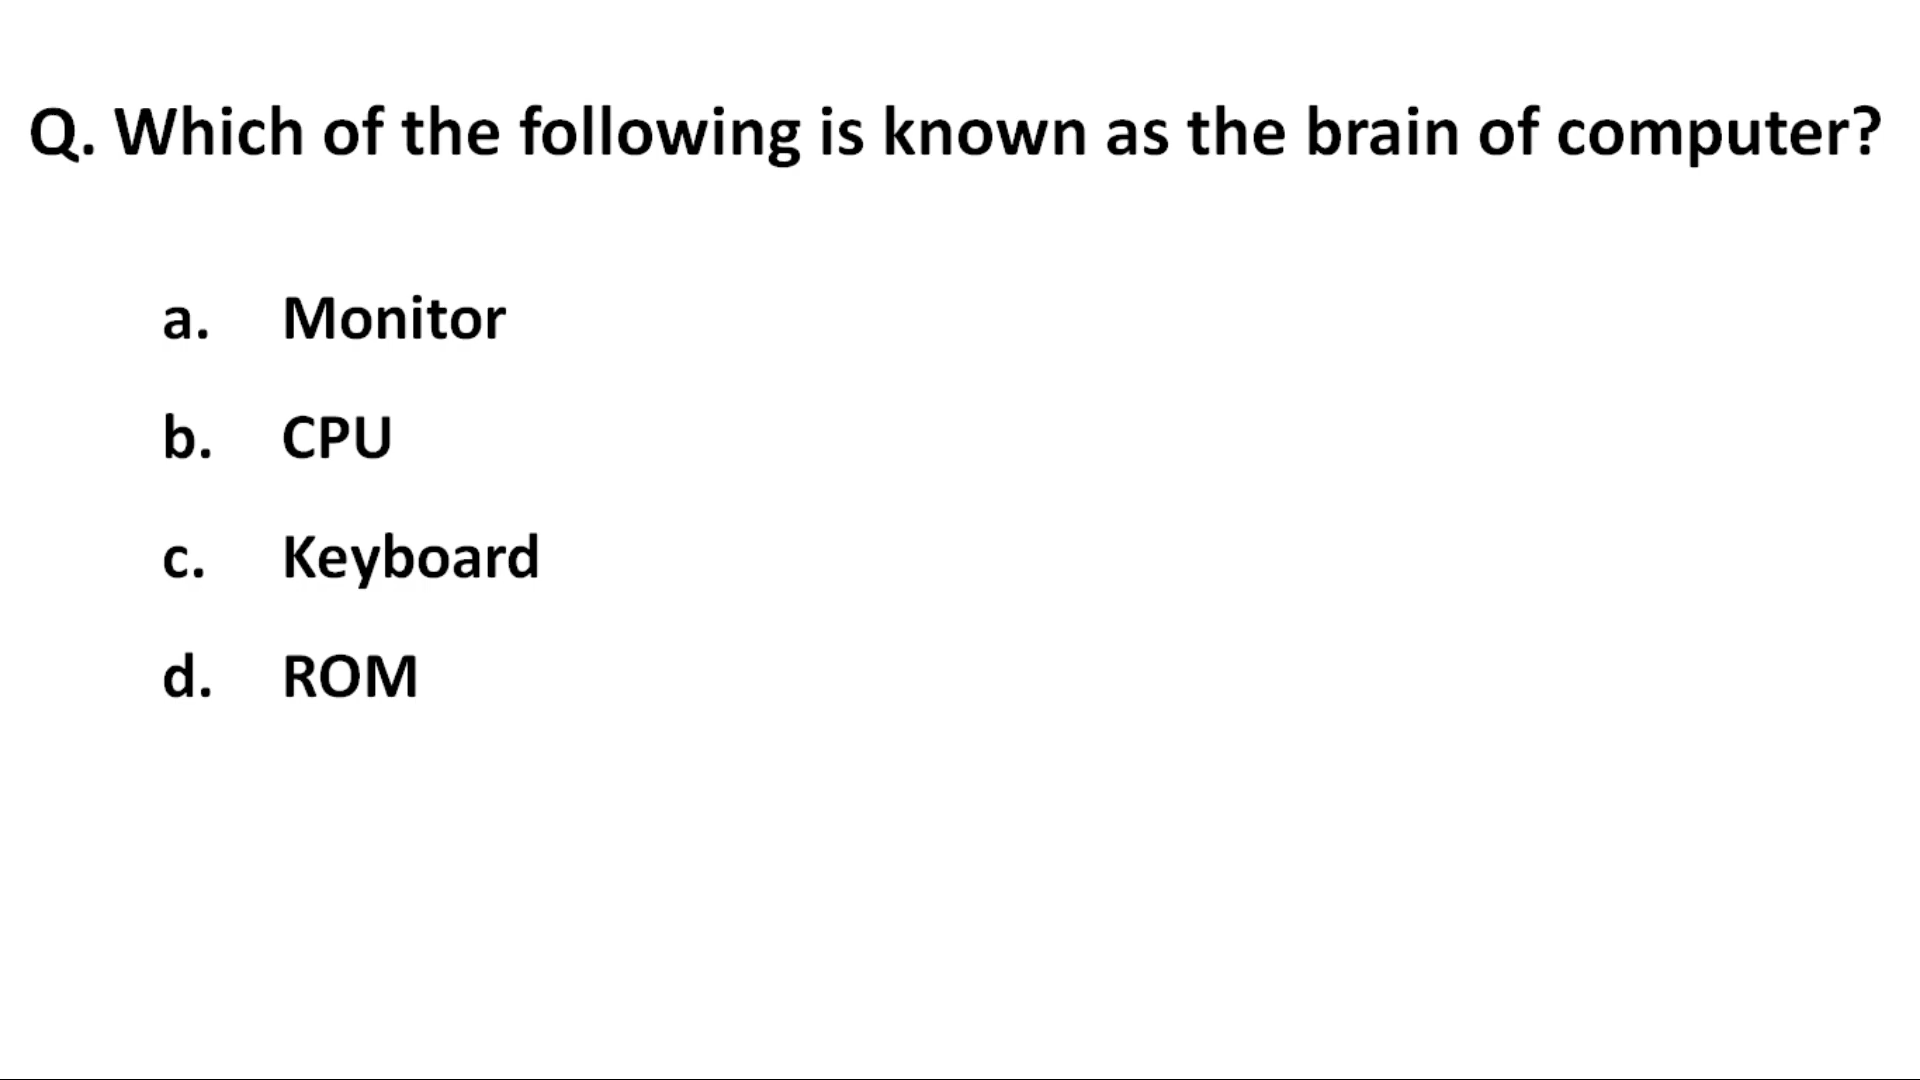 Q. Which of the following is known as the brain of computer?
a. Monitor
b. CPU
c. Keyboard
d. ROM